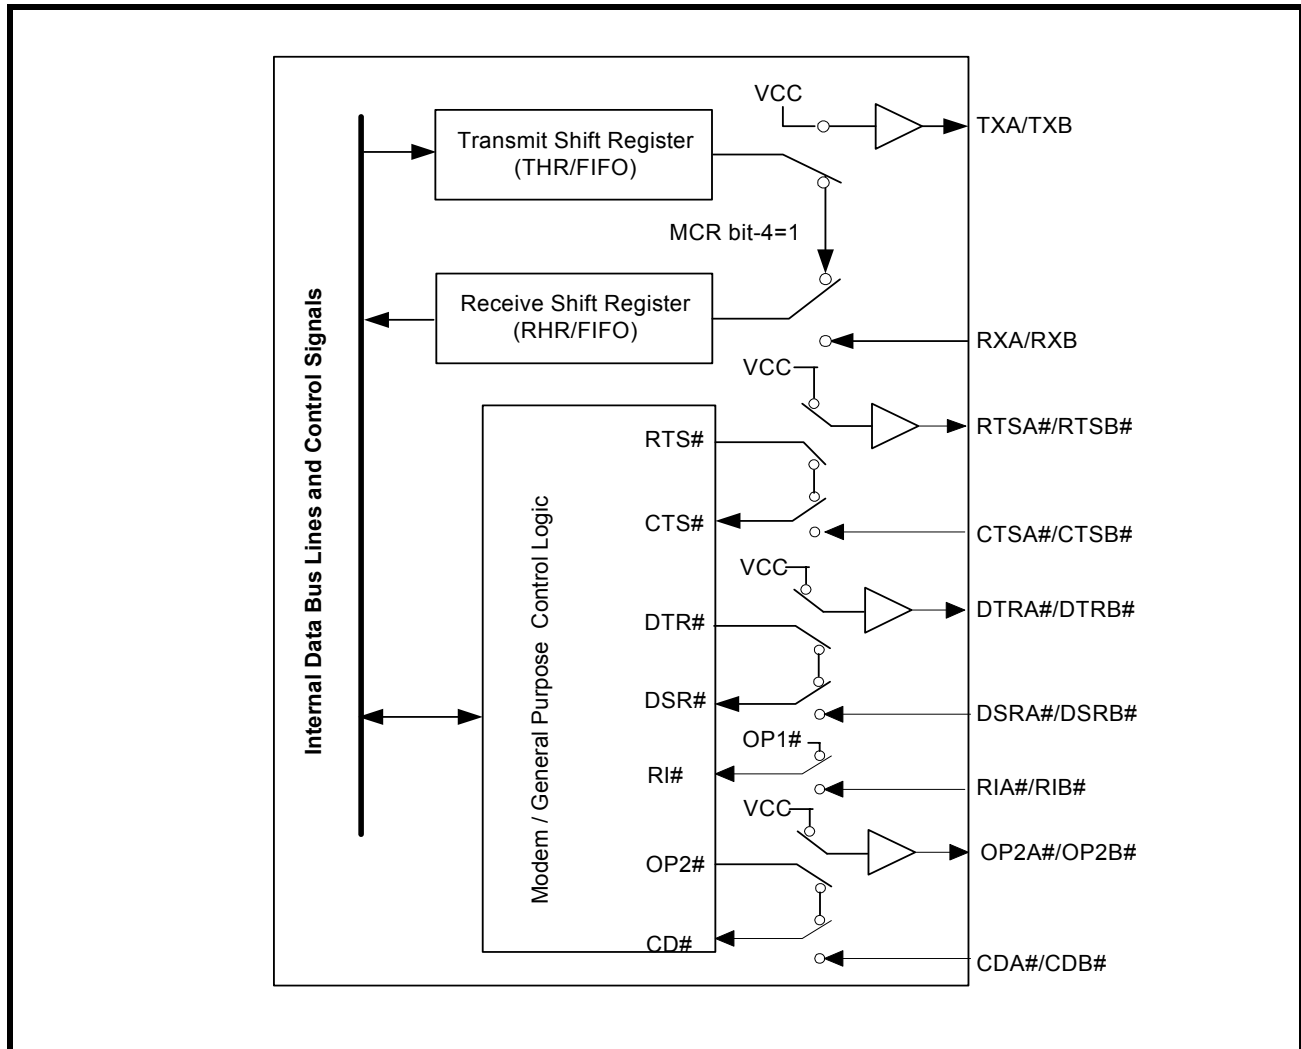 VCC
TXA/TXB
Transmit Shift Register
(THR/FIFO)
MCR bit-4=1
Receive Shift Register
(RHR/FIFO)
RXA/RXB
VCC
RTSA#/RTSB#
RTS#
CTS#
CTSA#/CTSB#
VCC
DTRA#/DTRB#
DTR#
DSR#
DSRA#/DSRB#
OP1#
RI#
RIA#/RIB#
VCC
OP2A#/OP2B#
OP2#
CD#
CDA#/CDB#
Internal Data Bus Lines and Control Signals
Modem / General Purpose Control Logic